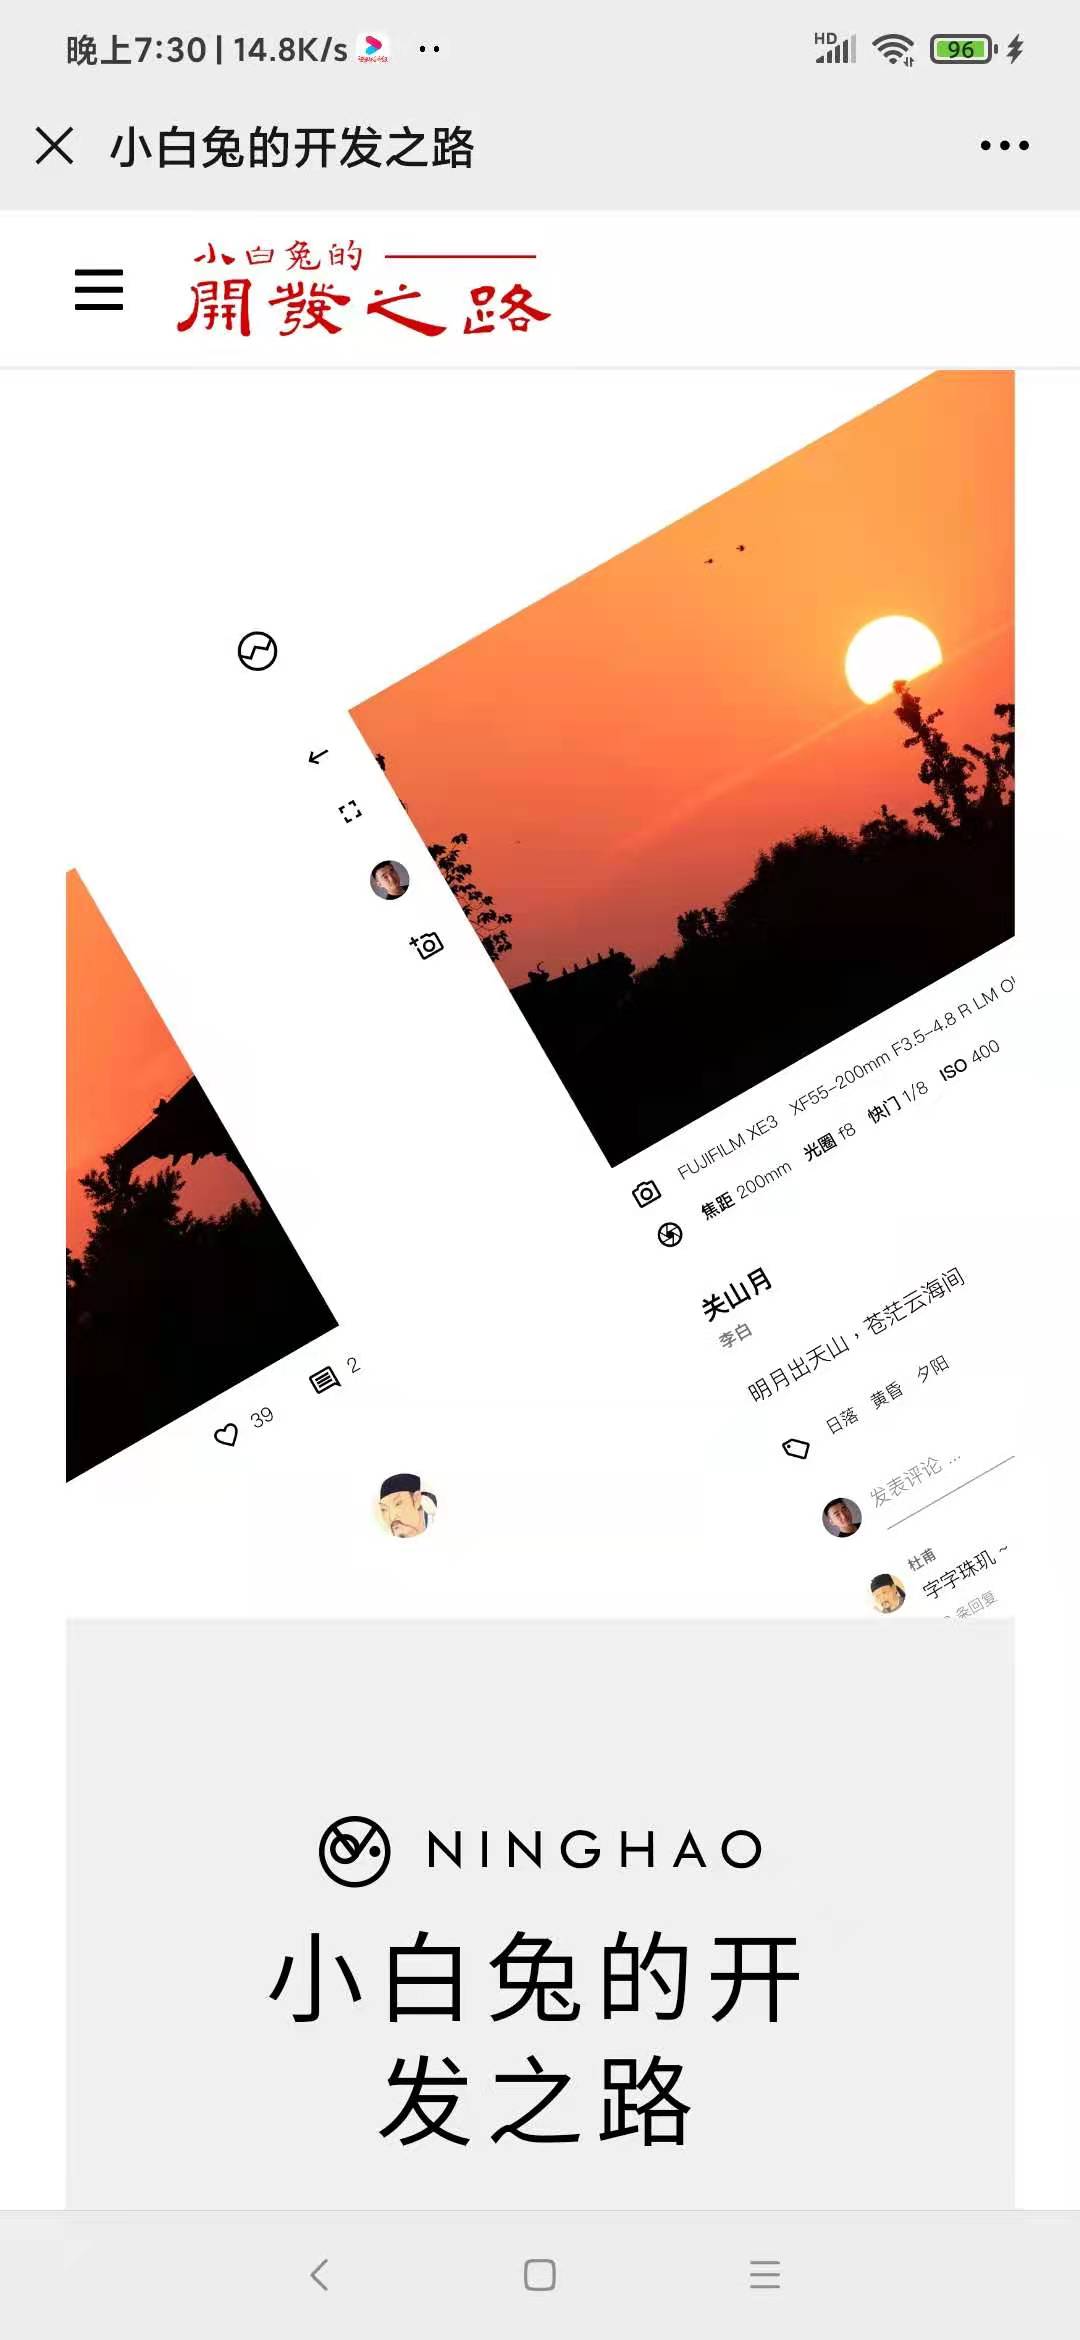 晚上7:30 | 14.8K/s
HD
96
小白兔的开发之路
小白兔的
開發之路
FUJIFILM XE3 XF55-200mm F3.5-4.8 R LM
焦距 200mm 光圈 f8 快门 1/8 ISO 400
关山月
李白
明月出天山，苍茫云海间
日落 黄昏 夕阳
39
2
发表评论 ...
杜甫
字字珠玑 ~
条回复
NINGHAO
小白兔的开
发之路